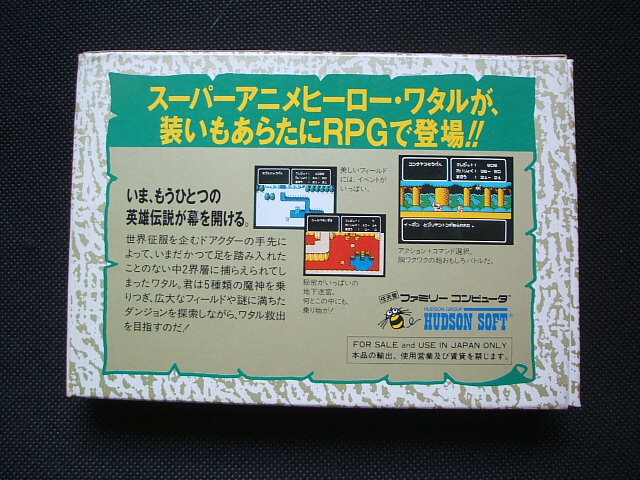 スーパーアニメヒーロー・ワタルが、
装いもあらたにRPGで登場!!
いま、もうひとつの
英雄伝説が幕を開ける。
世界征服を企むドアクダーの手先に
よって、いまだかつて足を踏み入れた
ことのない中2界層に捕らえられてし
まったワタル。君は5種類の魔神を乗
りつぎ、広大なフィールドや謎に満ちた
ダンジョンを探索しながら、ワタル救出
を目指すのだ!
美しいフィールド
には、イベントが
いっぱい。
秘密がいっぱいの
地下迷宮。
何とこの中にも、
乗り物が!
アクション+コマンド選択。
胸ワクワクの超おもしろバトルだ。
任天堂 ファミリー コンピュータ
HUDSON GROUP
HUDSON SOFT
FOR SALE and USE IN JAPAN ONLY
本品の輸出、使用営業及び賃貸を禁じます。